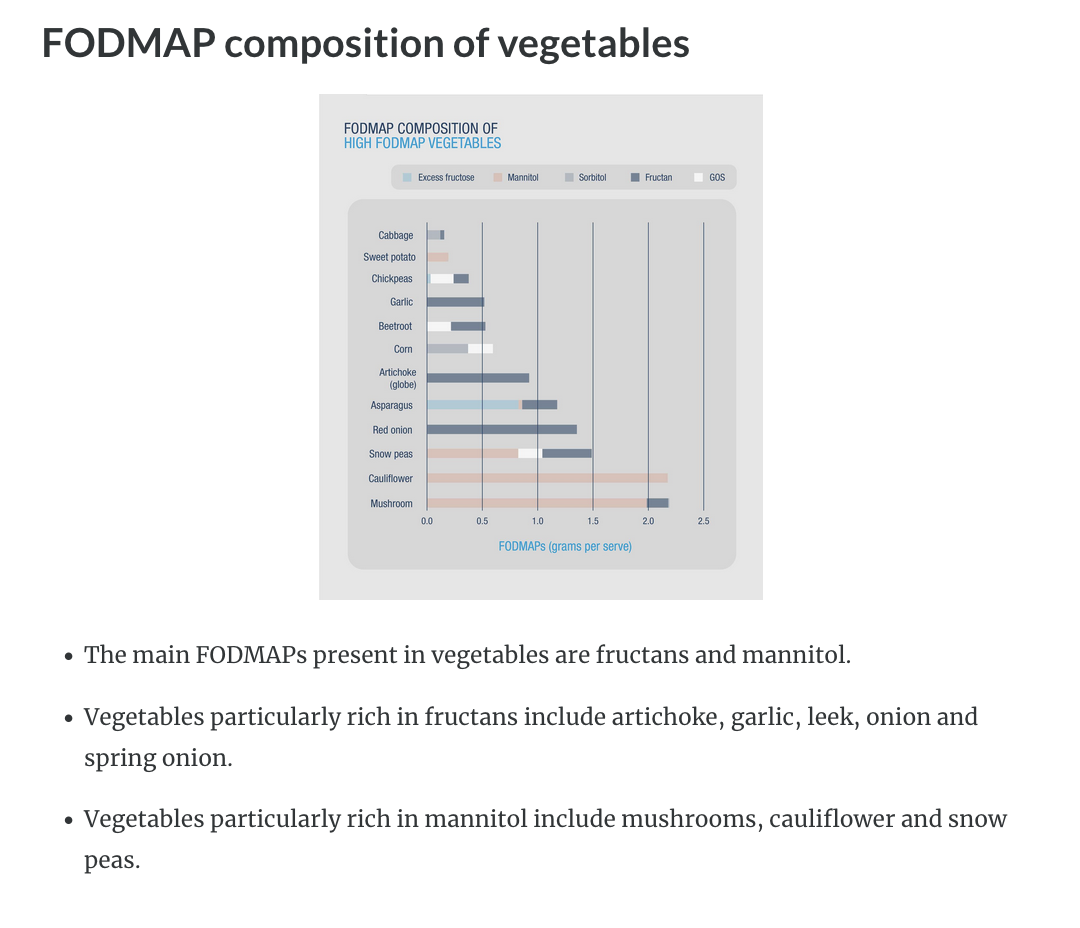 FODMAP composition of vegetables
FODMAP COMPOSITION OF
HIGH FODMAP VEGETABLES
Excess fructose Mannitol Sorbitol Fructan GOS
Cabbage
Sweet potato
Chickpeas
Garlic
Beetroot
Corn
Artichoke
(globe)
Asparagus
Red onion
Snow peas
Cauliflower
Mushroom
0.0 0.5 1.0 1.5 2.0 2.5
FODMAPs (grams per serve)
• The main FODMAPs present in vegetables are fructans and mannitol.
• Vegetables particularly rich in fructans include artichoke, garlic, leek, onion and
spring onion.
• Vegetables particularly rich in mannitol include mushrooms, cauliflower and snow
peas.